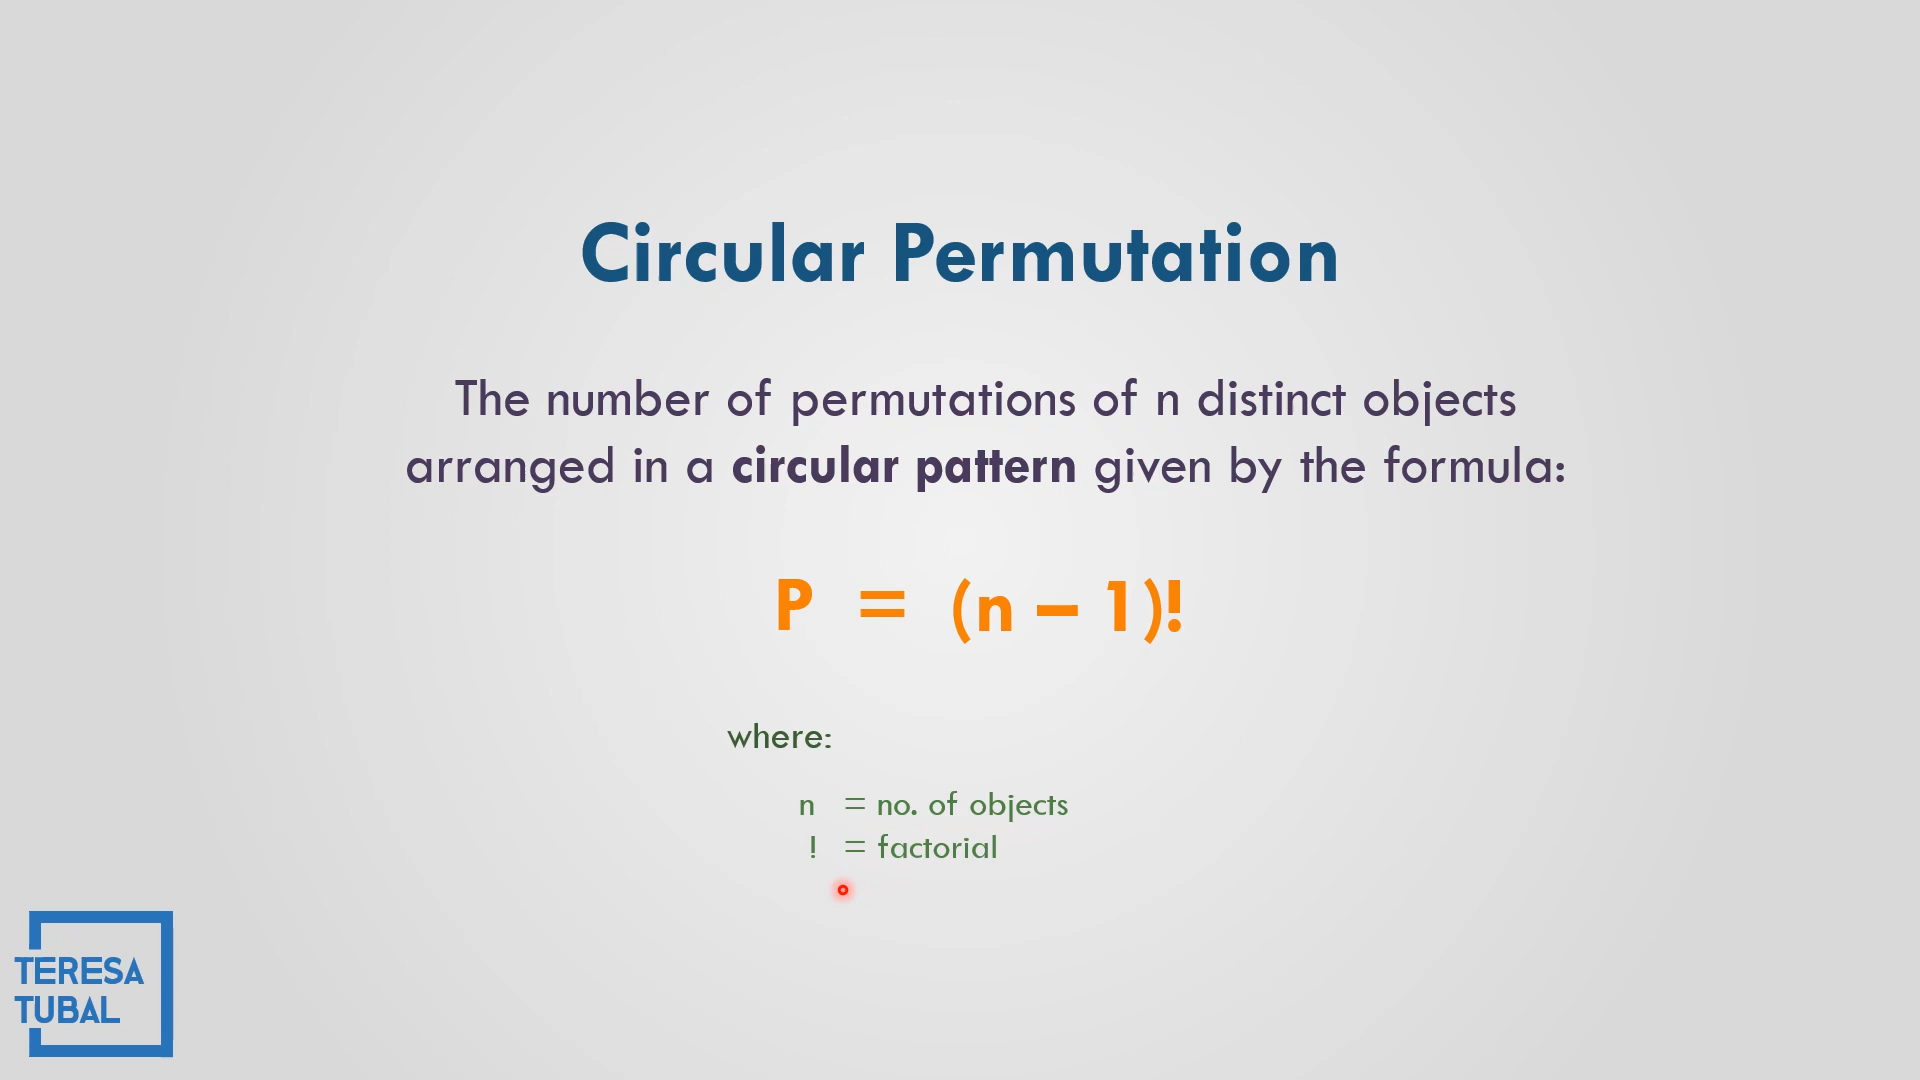 Circular Permutation
The number of permutations of n distinct objects
arranged in a circular pattern given by the formula:
P = (n – 1)!
where:
n = no. of objects
! = factorial
TERESA
TUBAL